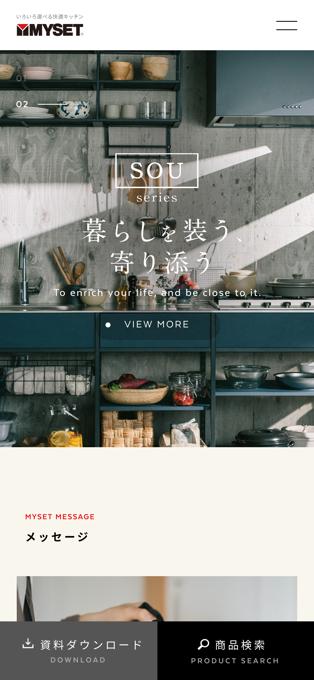 いろいろ選べる快適キッチン
MYSET
02
SOU
series
暮らしを装う、
寄り添う
To enrich your life, and be close to it.
VIEW MORE
MYSET MESSAGE
メッセージ
資料ダウンロード
DOWNLOAD
商品検索
PRODUCT SEARCH